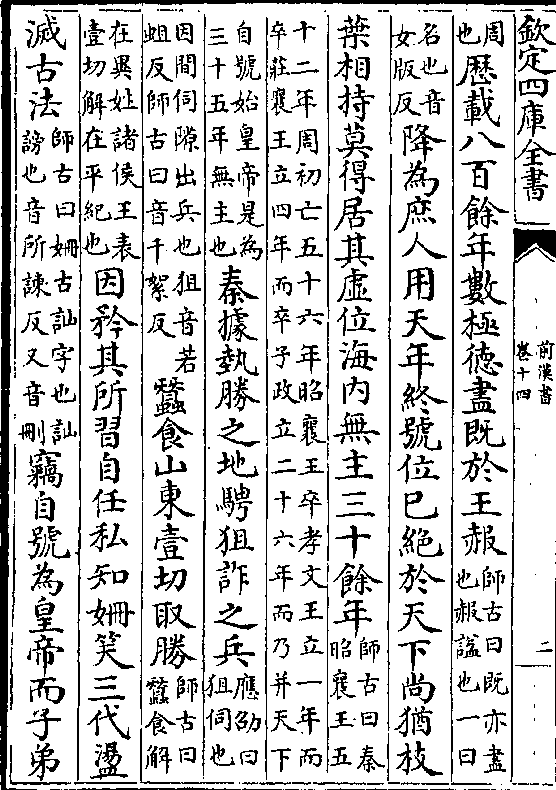 欽定四庫全書
前漢書
卷十四
二
周也歴載八百餘年數極德盡既於王赧師古曰既亦盡也赧謚也一曰
名也音女版反降為庶人用天年終號位已絶於天下尚猶枝
葉相持莫得居其虛位海内無主三十餘年師古曰秦昭襄王五
十二年周初亡五十六年昭襄王卒孝文王立一年而卒莊襄王立四年而卒子政立二十六年而乃并天下
自號始皇帝是為三十五年無主也秦據埶勝之地騁狙詐之兵應劭曰狙伺也
因間伺隙出兵也狙音若蛆反師古曰音千絮反蠶食山東壹切取勝師古曰蠶食解
在異姓諸侯王表壹切解在平紀也因矜其所習自任私知姍笑三代盪
滅古法師古曰姍古訕字也訕謗也音所諫反又音刪竊自號為皇帝而子弟